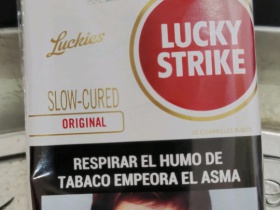 Luckies
LUCKY
STRIKE
SLOW-CURED
ORIGINAL
RESPIRAR EL HUMO DE
TABACO EMPEORA EL ASMA